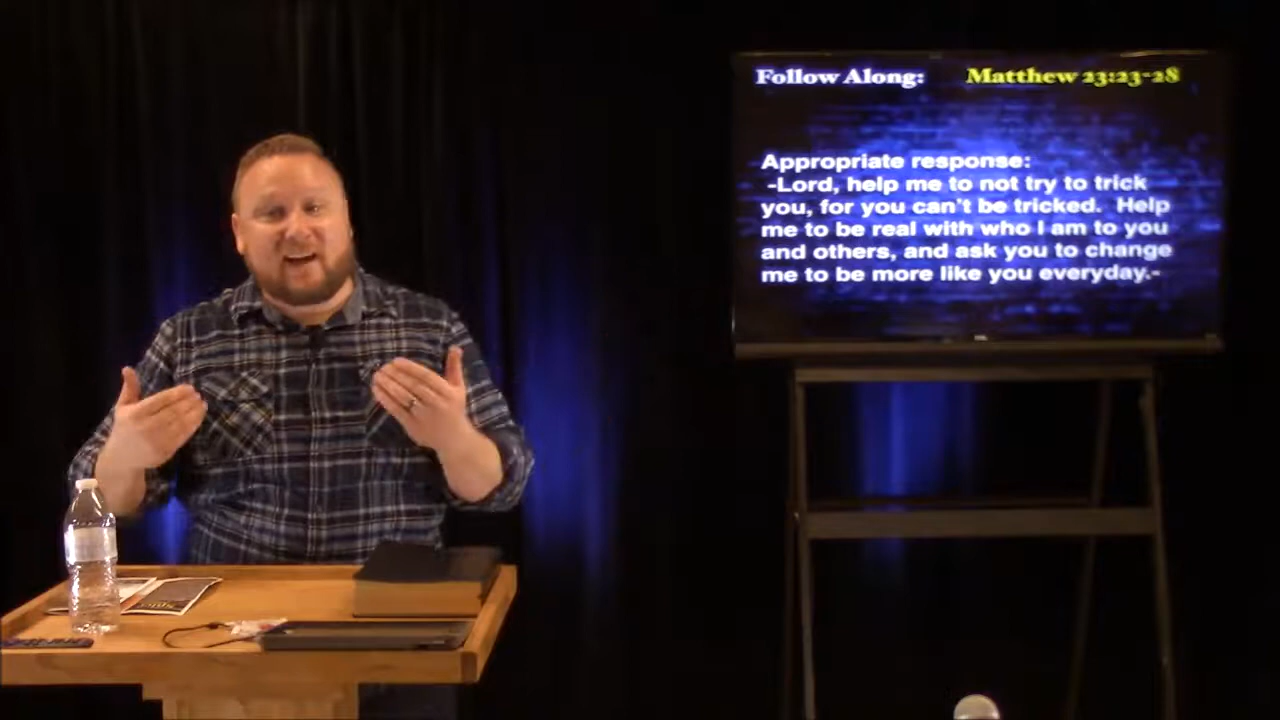 Follow Along: Matthew 23:23-28
Appropriate response:
-Lord, help me to not try to trick
you, for you can't be tricked. Help
me to be real with who I am to you
and others, and ask you to change
me to be more like you everyday.-